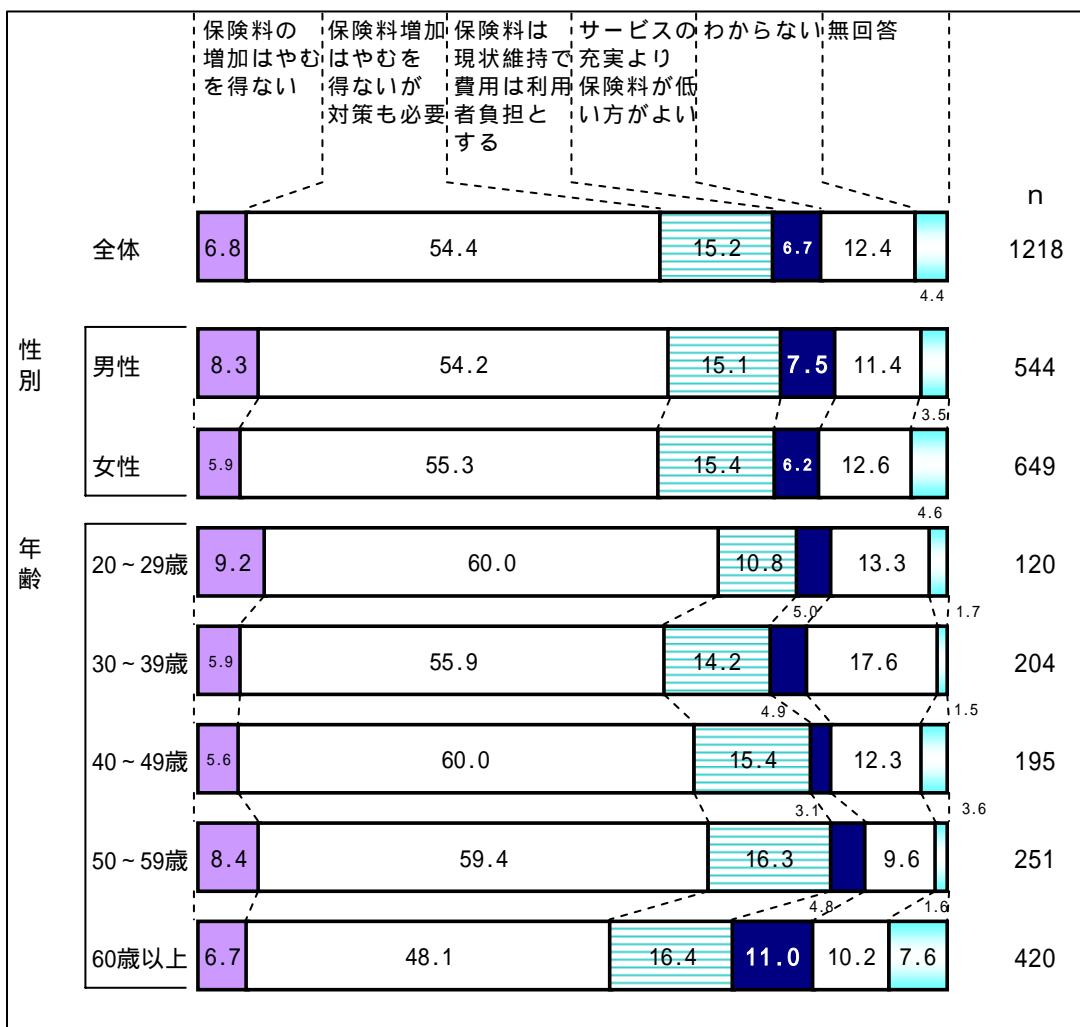 保険料の
増加はやむ
を得ない
保険料増加
はやむを
得ないが
対策も必要
保険料は
現状維持で
費用は利用
者負担と
する
サービスの
充実より
保険料が低
い方がよい
わからない
無回答
n
全体 6.8 54.4 15.2 6.7 12.4 1218
4.4
性別
男性 8.3 54.2 15.1 7.5 11.4 544
3.5
女性 5.9 55.3 15.4 6.2 12.6 649
4.6
年齢
20~29歳 9.2 60.0 10.8 13.3 120
5.0 1.7
30~39歳 5.9 55.9 14.2 17.6 204
4.9 1.5
40~49歳 5.6 60.0 15.4 12.3 195
3.1 3.6
50~59歳 8.4 59.4 16.3 9.6 251
4.8 1.6
60歳以上 6.7 48.1 16.4 11.0 10.2 7.6 420